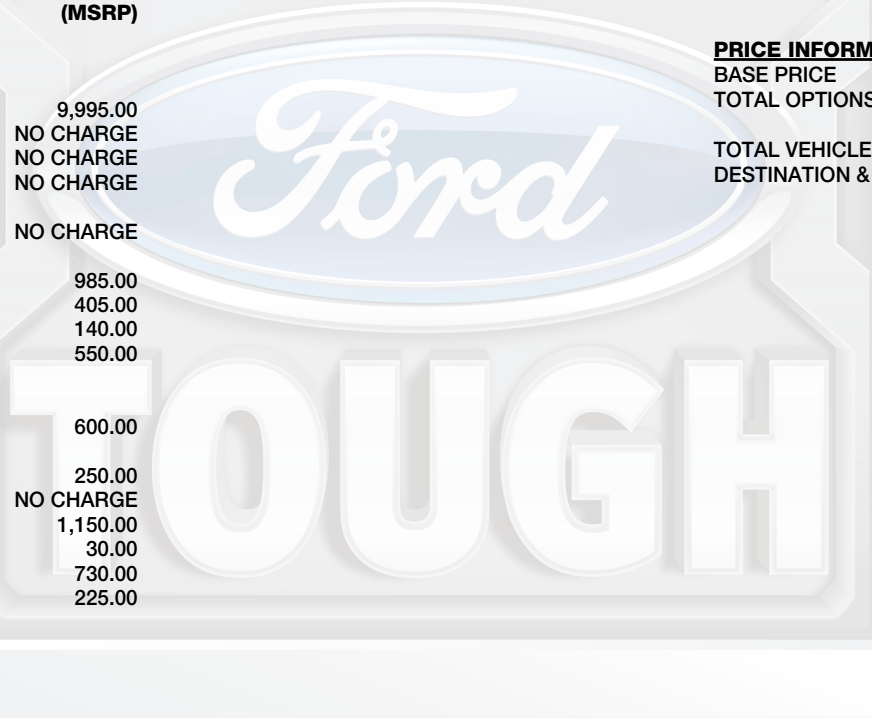 (MSRP)
9,995.00
NO CHARGE
NO CHARGE
NO CHARGE
NO CHARGE
985.00
405.00
140.00
550.00
600.00
250.00
NO CHARGE
1,150.00
30.00
730.00
225.00
PRICE INFORM
BASE PRICE
TOTAL OPTIONS
TOTAL VEHICLE
DESTINATION &
Ford
TOUGH